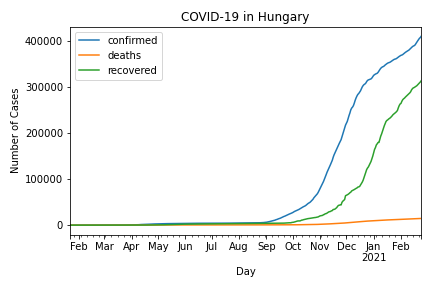 COVID-19 in Hungary
confirmed
deaths
recovered
Number of Cases
400000
300000
200000
100000
0
Feb Mar Apr May Jun Jul Aug Sep Oct Nov Dec Jan Feb
2021
Day